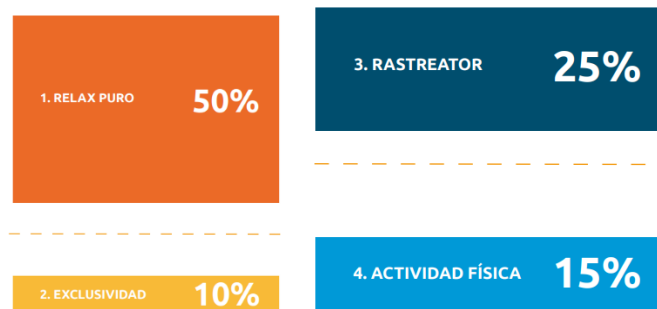 1. RELAX PURO 50%
2. EXCLUSIVIDAD 10%
3. RASTREATOR 25%
4. ACTIVIDAD FÍSICA 15%